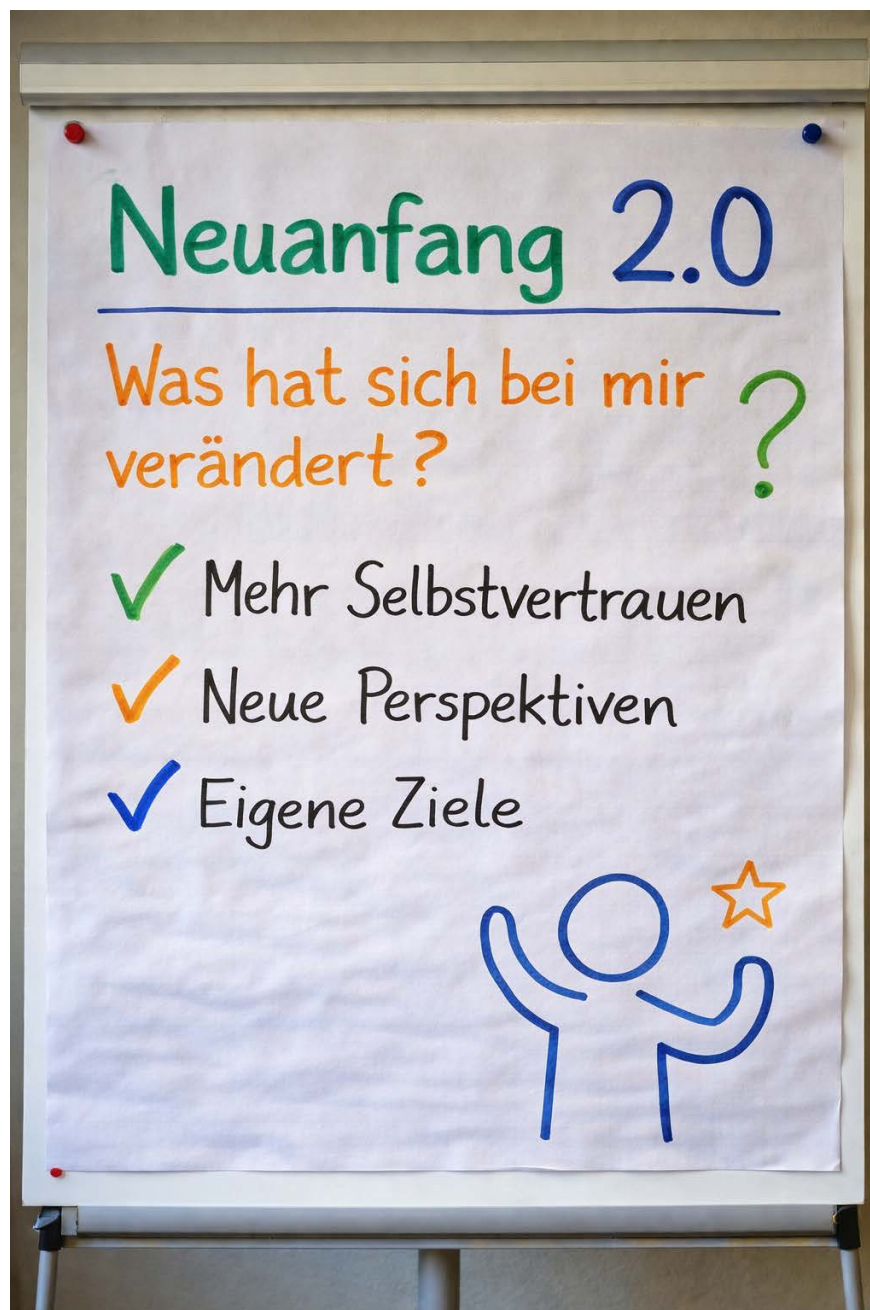 Neuanfang 2.0
Was hat sich bei mir
verändert ?
?
✓ Mehr Selbstvertrauen
✓ Neue Perspektiven
✓ Eigene Ziele